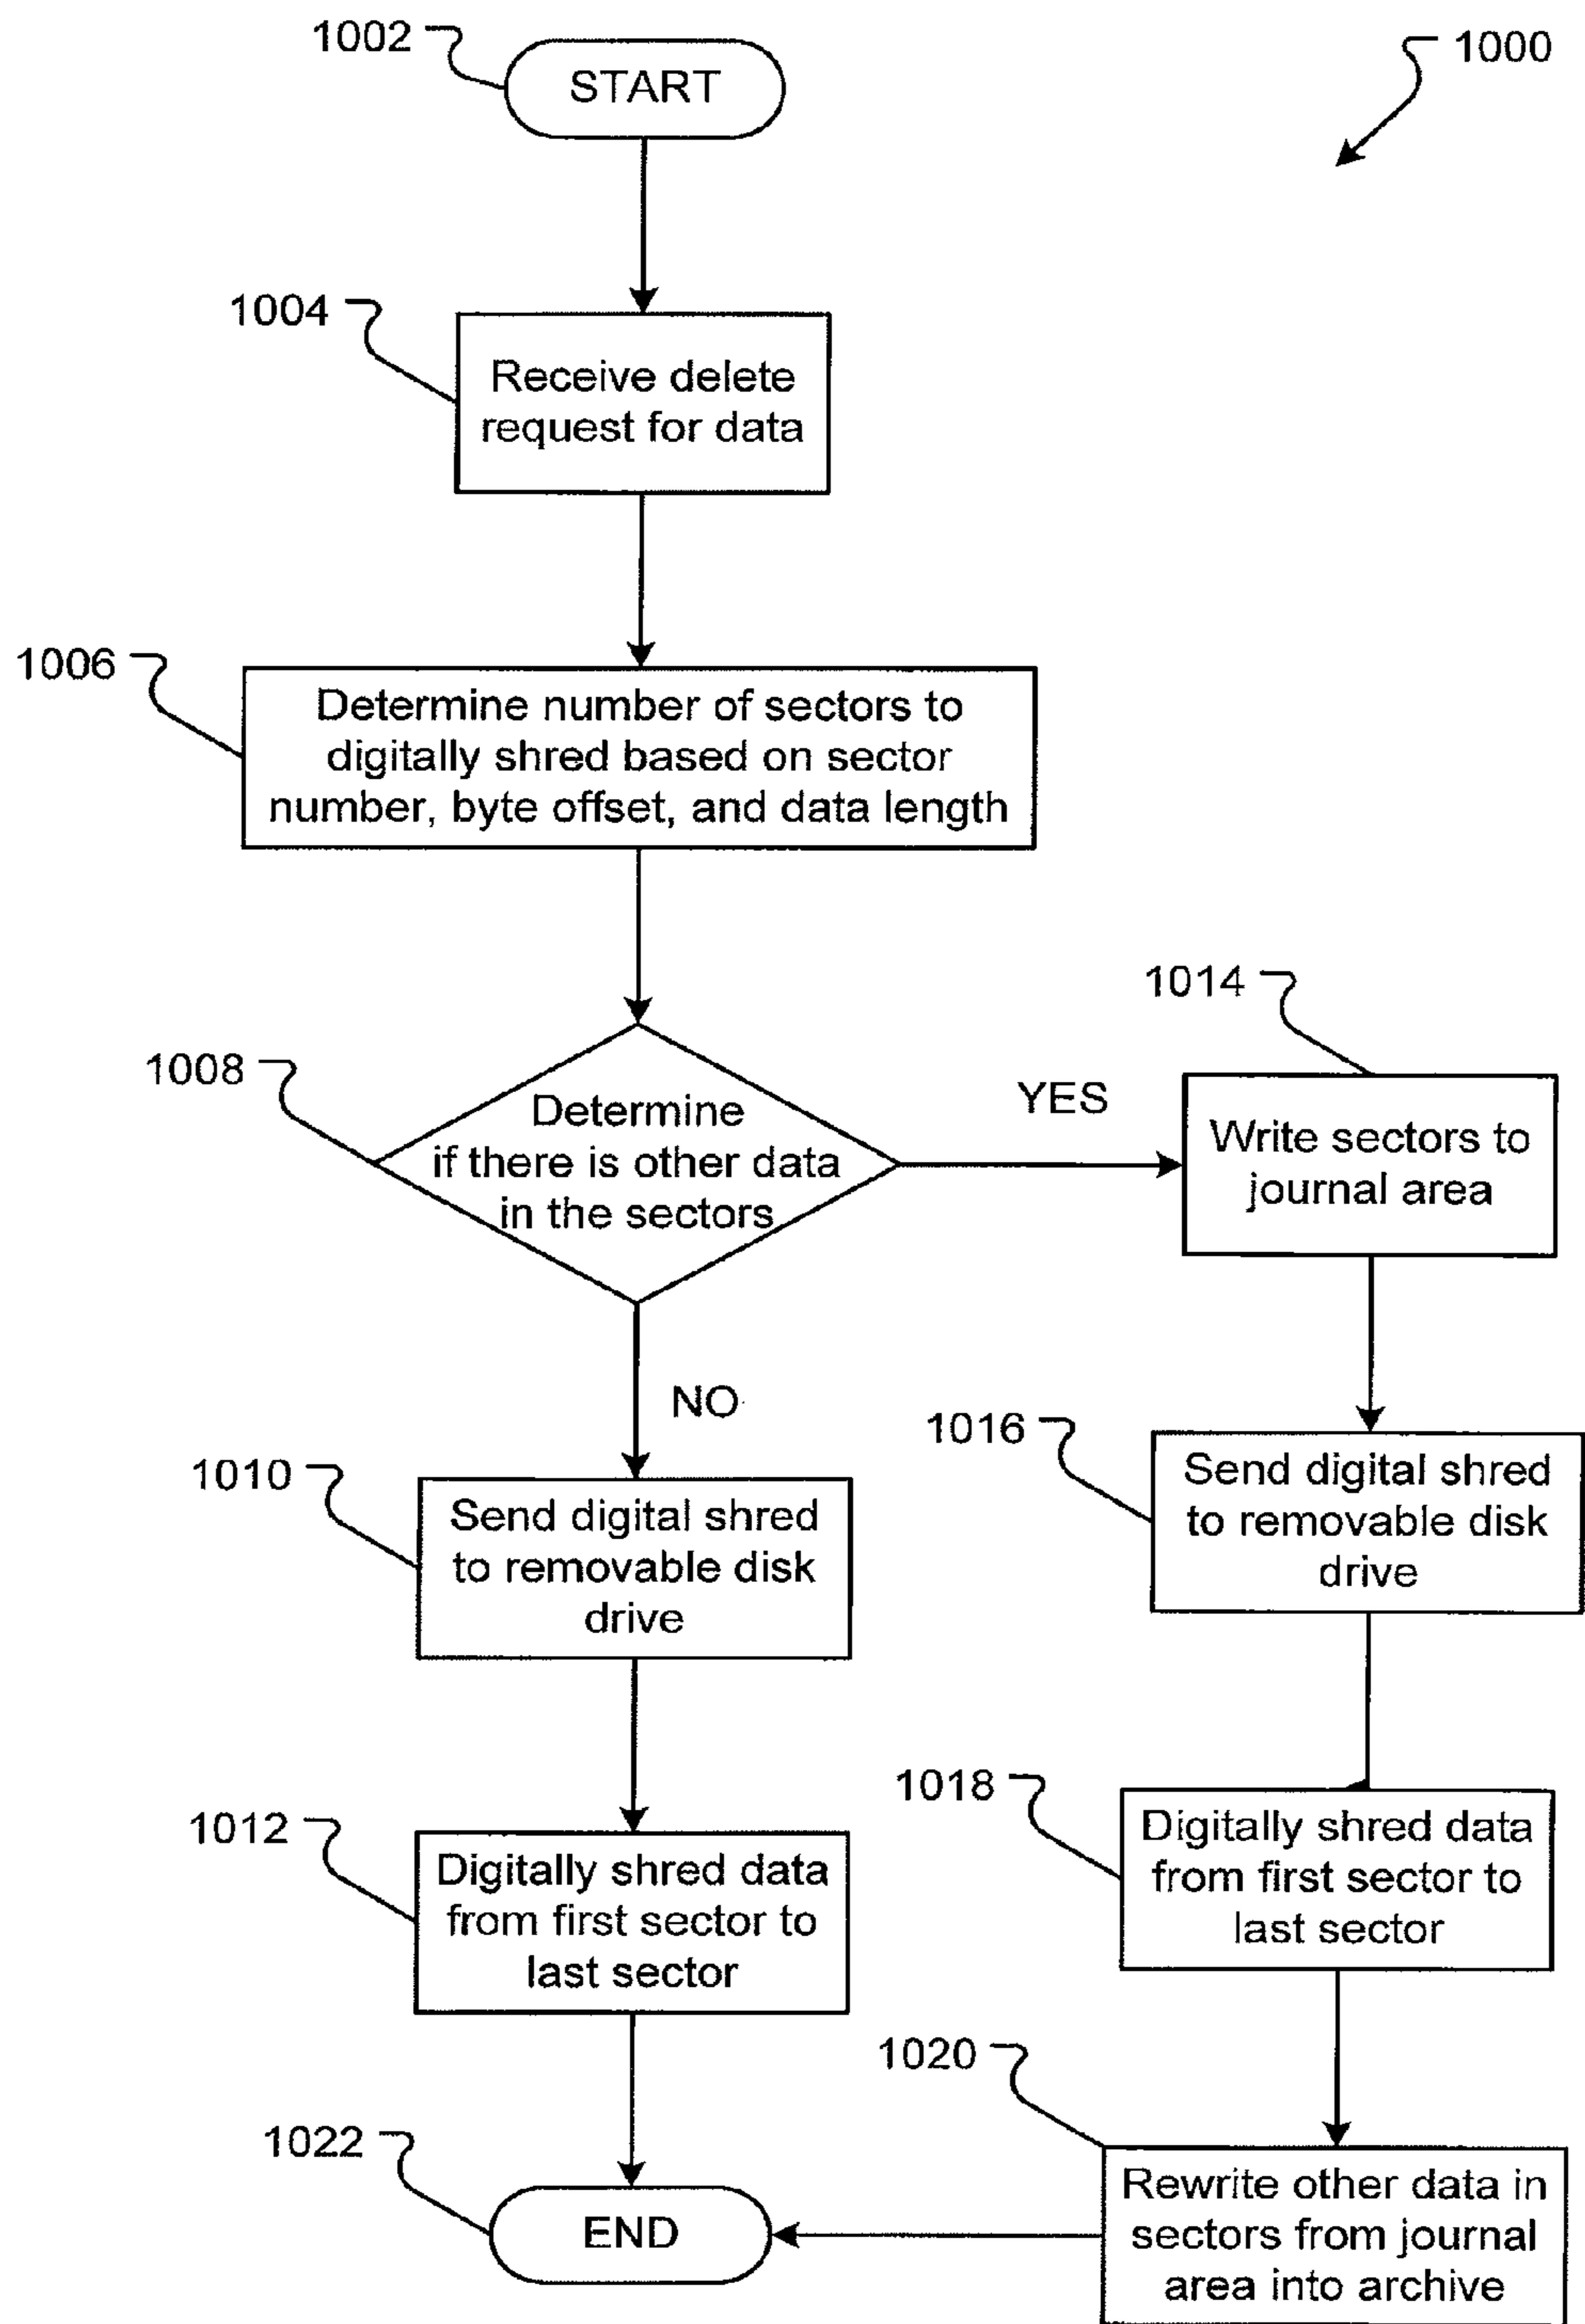 1002
START
1000
1004
Receive delete
request for data
1006
Determine number of sectors to
digitally shred based on sector
number, byte offset, and data length
1008
Determine
if there is other data
in the sectors
YES
1014
Write sectors to
journal area
NO
1010
Send digital shred
to removable disk
drive
1016
Send digital shred
to removable disk
drive
1012
Digitally shred data
from first sector to
last sector
1018
Digitally shred data
from first sector to
last sector
1020
Rewrite other data in
sectors from journal
area into archive
1022
END